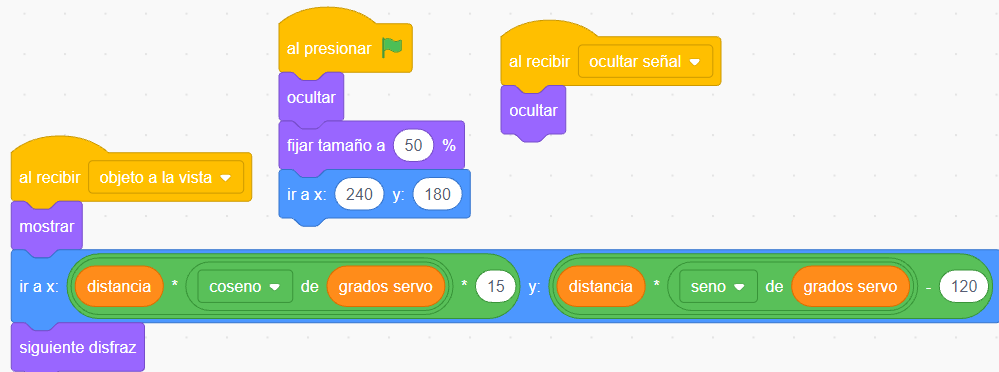 al presionar
ocultar
fijar tamaño a 50 %
ir a x: 240 y: 180
al recibir ocultar señal
ocultar
al recibir objeto a la vista
mostrar
ir a x: distancia * coseno de grados servo * 15 y: distancia * seno de grados servo - 120
siguiente disfraz